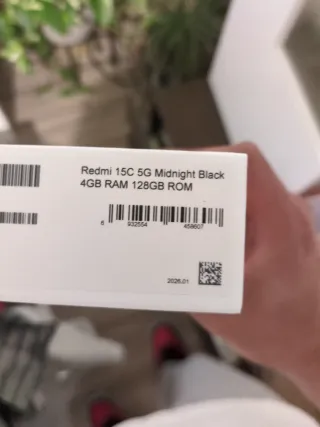 Redmi 15C 5G Midnight Black
4GB RAM 128GB ROM
6 932554 458607
2026.01